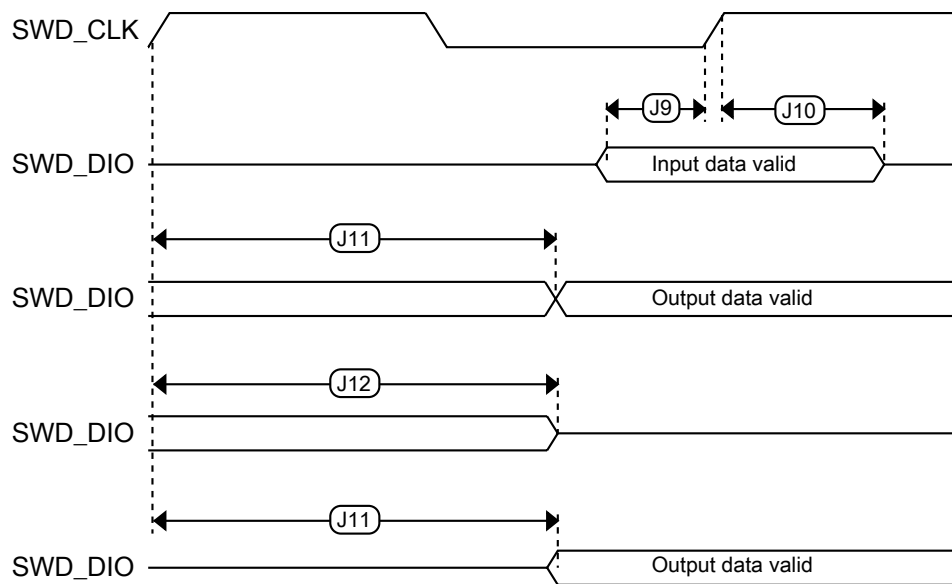 SWD_CLK
J9
J10
SWD_DIO
Input data valid
J11
SWD_DIO
Output data valid
J12
SWD_DIO
J11
SWD_DIO
Output data valid